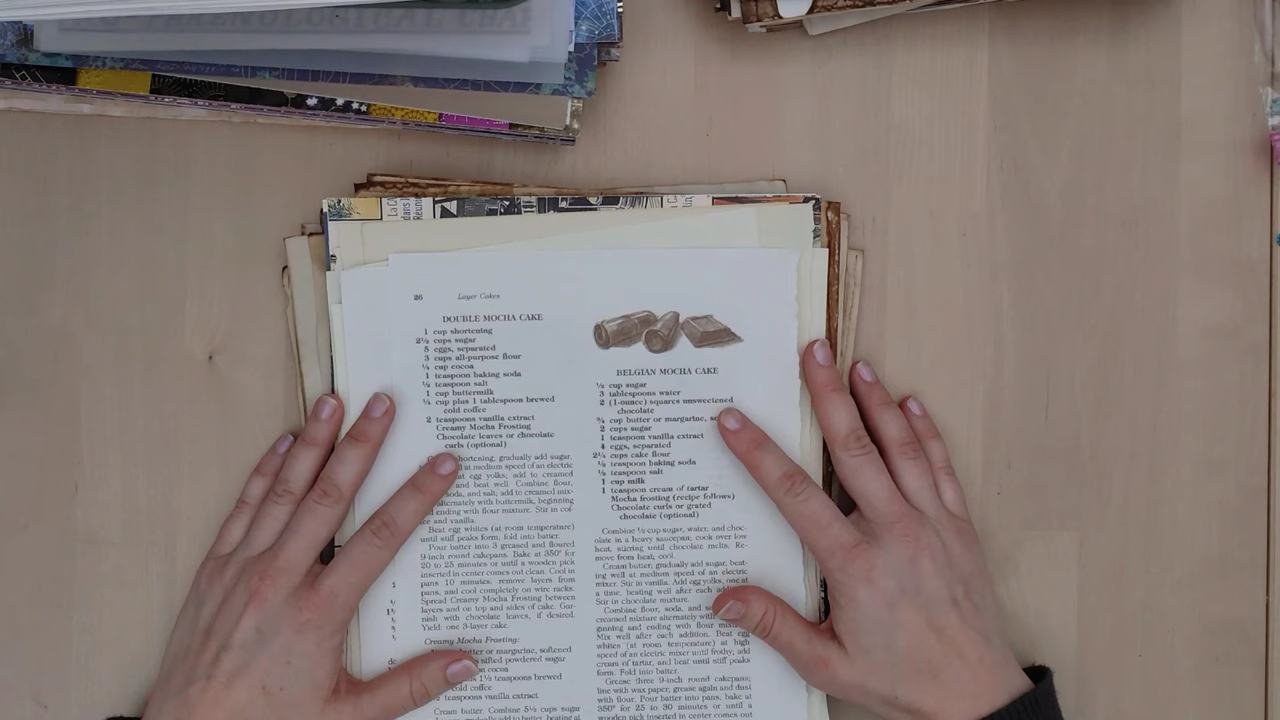 26 Layer Cakes
DOUBLE MOCHA CAKE
1 cup shortening
2½ cups sugar
5 eggs, separated
3 cups all-purpose flour
¼ cup cocoa
1 teaspoon baking soda
½ teaspoon salt
1 cup buttermilk
¼ cup plus 1 tablespoon brewed
cold coffee
2 teaspoons vanilla extract
Creamy Mocha Frosting
Chocolate leaves or chocolate
curls (optional)
shortening, gradually add sugar,
at medium speed of an electric
eat egg yolks; add to creamed
and beat well. Combine flour,
soda, and salt; add to creamed mix-
alternately with buttermilk, beginning
ending with flour mixture. Stir in cof-
and vanilla.
Beat egg whites (at room temperature)
until stiff peaks form; fold into batter.
Pour batter into 3 greased and floured
9-inch round cakepans. Bake at 350° for
20 to 25 minutes or until a wooden pick
inserted in center comes out clean. Cool in
pans 10 minutes, remove layers from
pans, and cool completely on wire racks.
Spread Creamy Mocha Frosting between
layers and on top and sides of cake. Gar-
nish with chocolate leaves, if desired.
Yield: one 3-layer cake.
Creamy Mocha Frosting:
butter or margarine, softened
sifted powdered sugar
cocoa
1½ teaspoons brewed
cold coffee
teaspoons vanilla extract
Cream butter. Combine 5½ cups sugar
gradually add to butter, beating at
BELGIAN MOCHA CAKE
½ cup sugar
3 tablespoons water
2 (1-ounce) squares unsweetened
chocolate
¾ cup butter or margarine,
2 cups sugar
1 teaspoon vanilla extract
4 eggs, separated
2¼ cups cake flour
teaspoon baking soda
½ teaspoon salt
1 cup milk
1 teaspoon cream of tartar
Mocha frosting (recipe follows)
Chocolate curls or grated
chocolate (optional)
Combine ½ cup sugar, water, and choc-
olate in a heavy saucepan; cook over low
heat, stirring until chocolate melts. Re-
move from heat; cool.
Cream butter, gradually add sugar, beat-
ing well at medium speed of an electric
mixer. Stir in vanilla. Add egg yolks, one at
a time, beating well after each
Stir in chocolate mixture.
Combine flour, soda, and
creamed mixture alternately with
ginning and ending with flour
Mix well after each addition. Beat egg
whites (at room temperature) at high
speed of an electric mixer until frothy; add
cream of tartar, and beat until stiff peaks
form. Fold into batter.
Grease three 9-inch round cakepans;
line with wax paper; grease again and dust
with flour. Pour batter into pans, bake at
350° for 25 to 30 minutes or until a
wooden pick inserted in center comes out